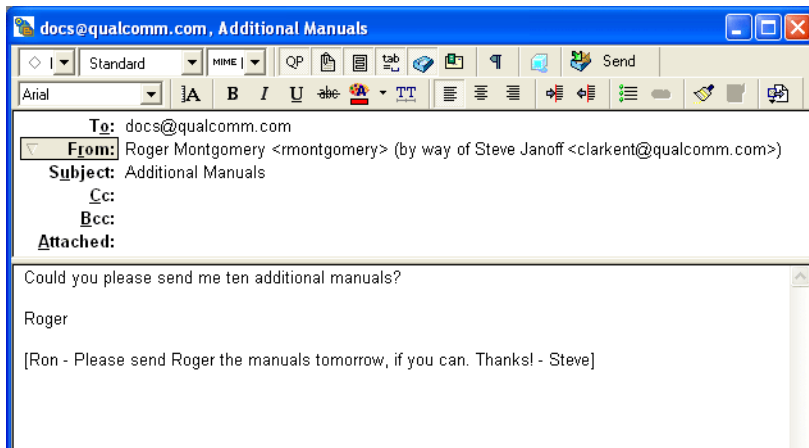 docs@qualcomm.com, Additional Manuals
Standard MIME QP tab Send
Arial A B I U abc A TT
To: docs@qualcomm.com
From: Roger Montgomery <rmontgomery> (by way of Steve Janoff <clarkent@qualcomm.com>)
Subject: Additional Manuals
Cc:
Bcc:
Attached:
Could you please send me ten additional manuals?
Roger
[Ron - Please send Roger the manuals tomorrow, if you can. Thanks! - Steve]